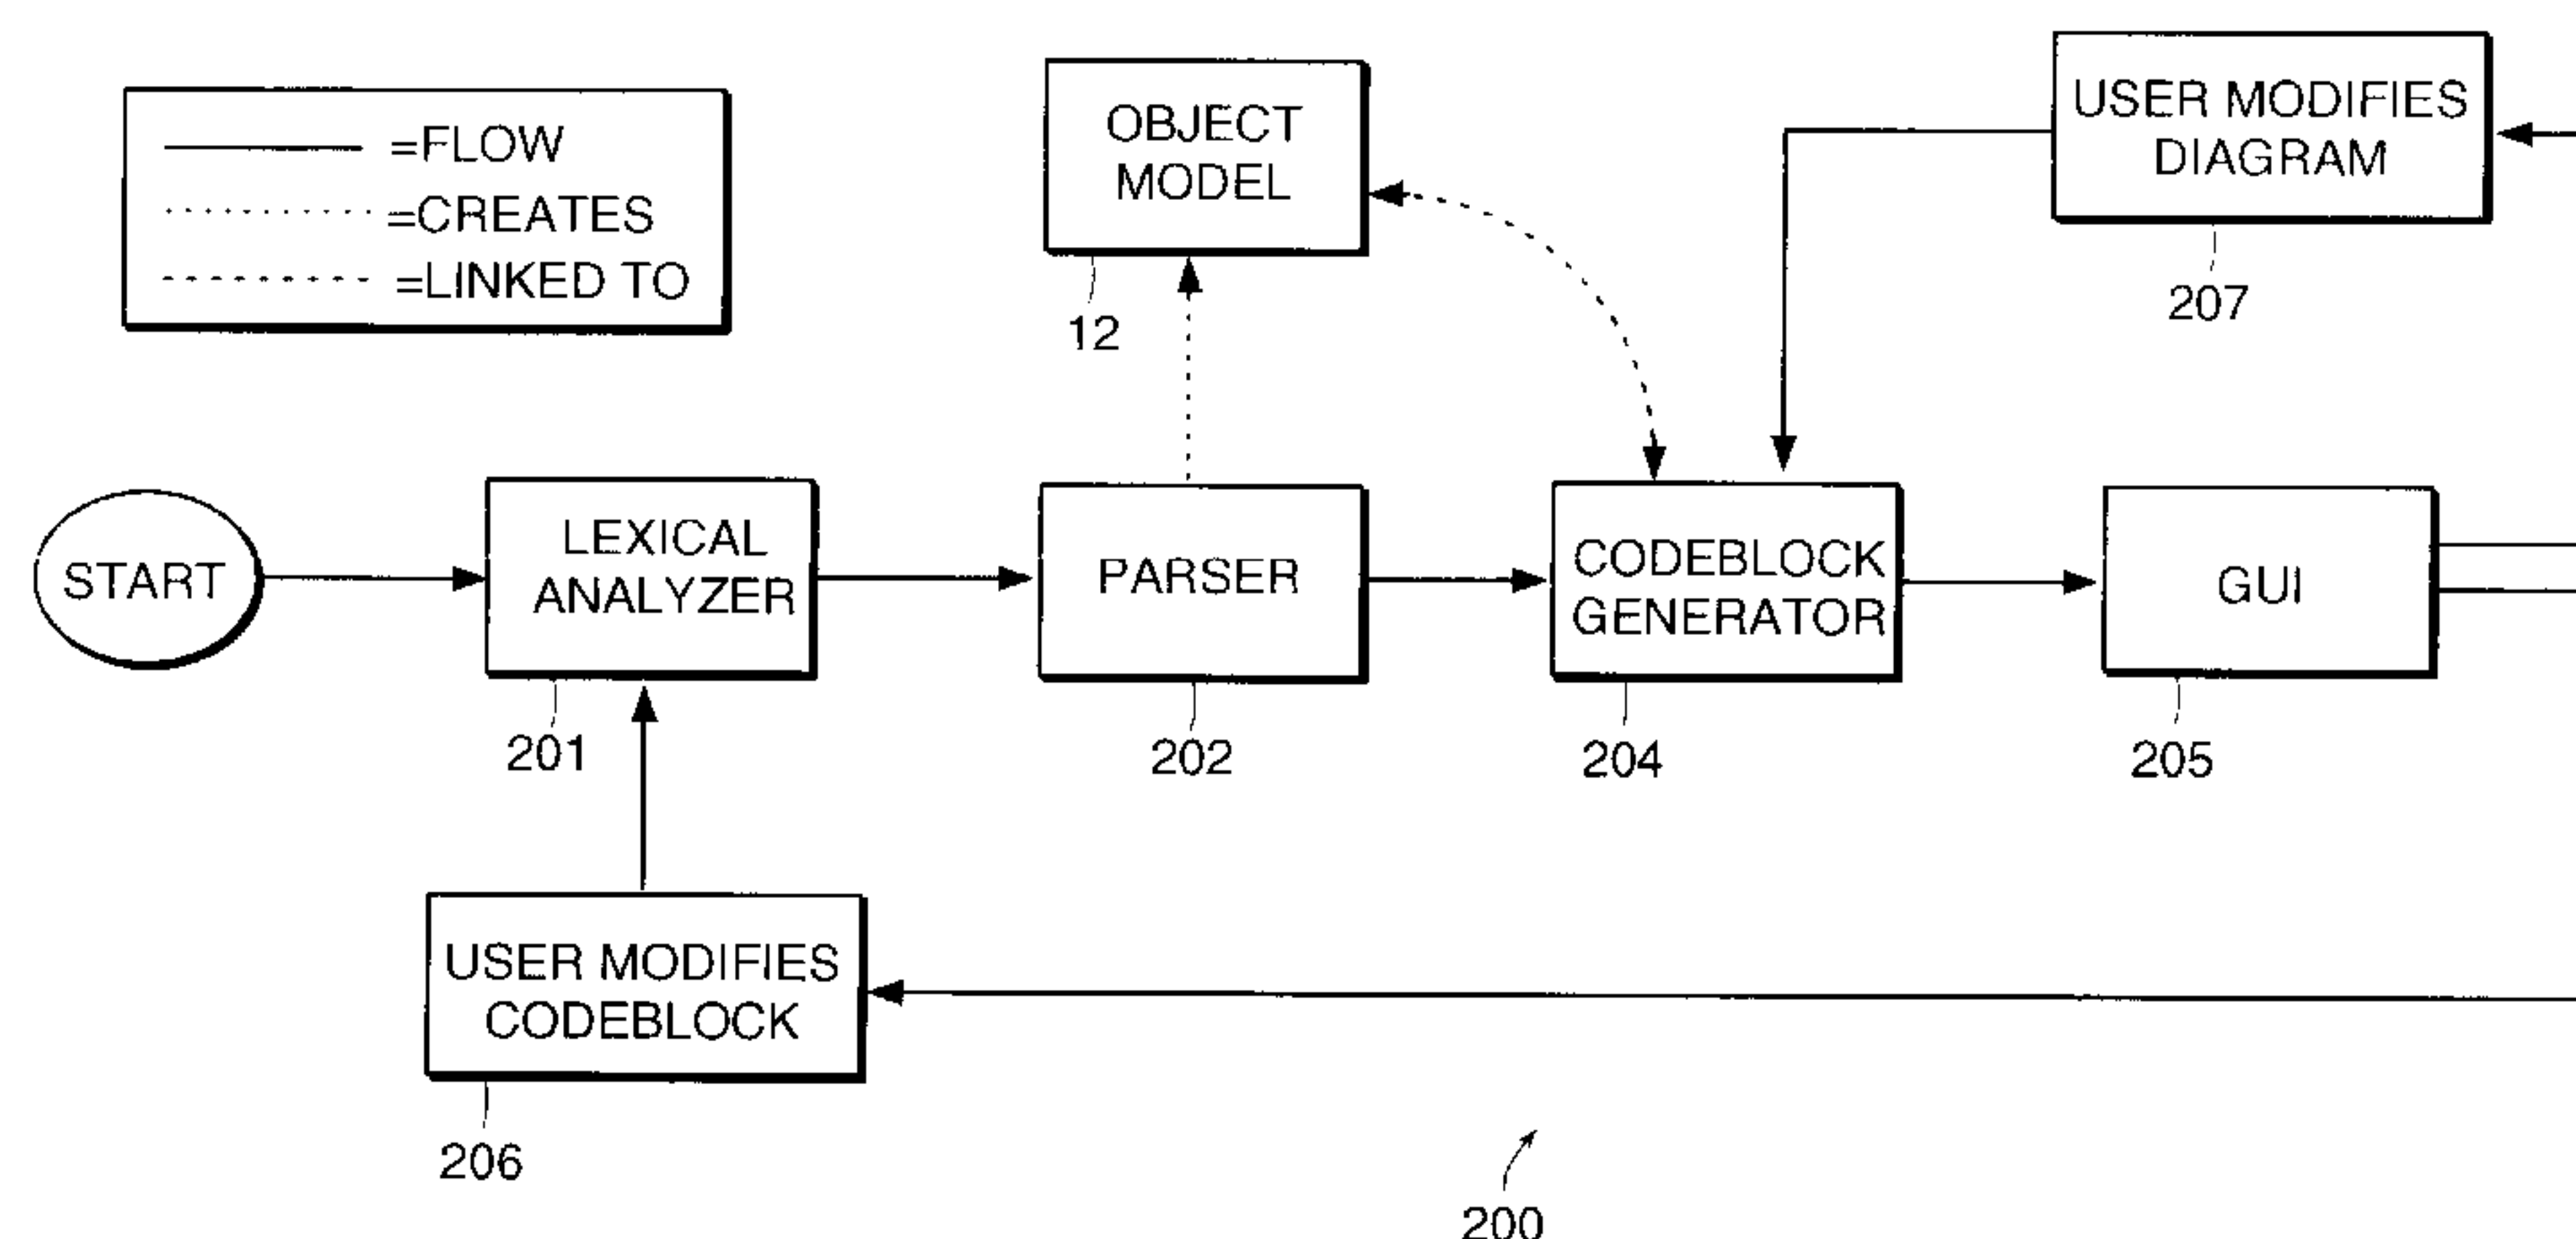 =FLOW
=CREATES
=LINKED TO
OBJECT
MODEL
12
USER MODIFIES
DIAGRAM
207
START
LEXICAL
ANALYZER
201
PARSER
202
CODEBLOCK
GENERATOR
204
GUI
205
USER MODIFIES
CODEBLOCK
206
200